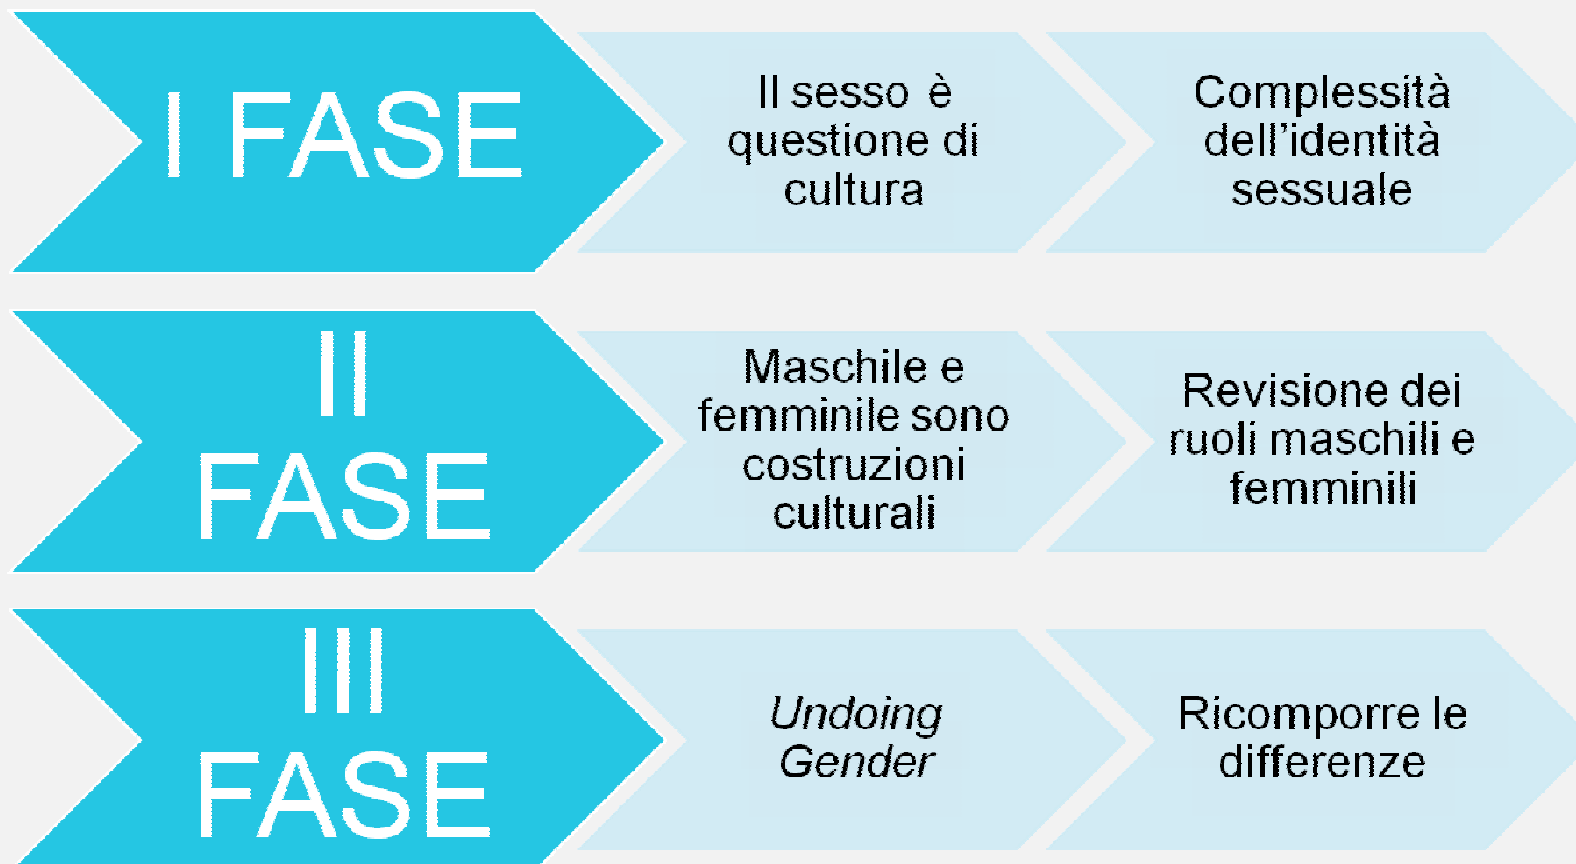 I FASE
Il sesso è
questione di
cultura
Complessità
dell’identità
sessuale
II
FASE
Maschile e
femminile sono
costruzioni
culturali
Revisione dei
ruoli maschili e
femminili
III
FASE
Undoing
Gender
Ricomporre le
differenze